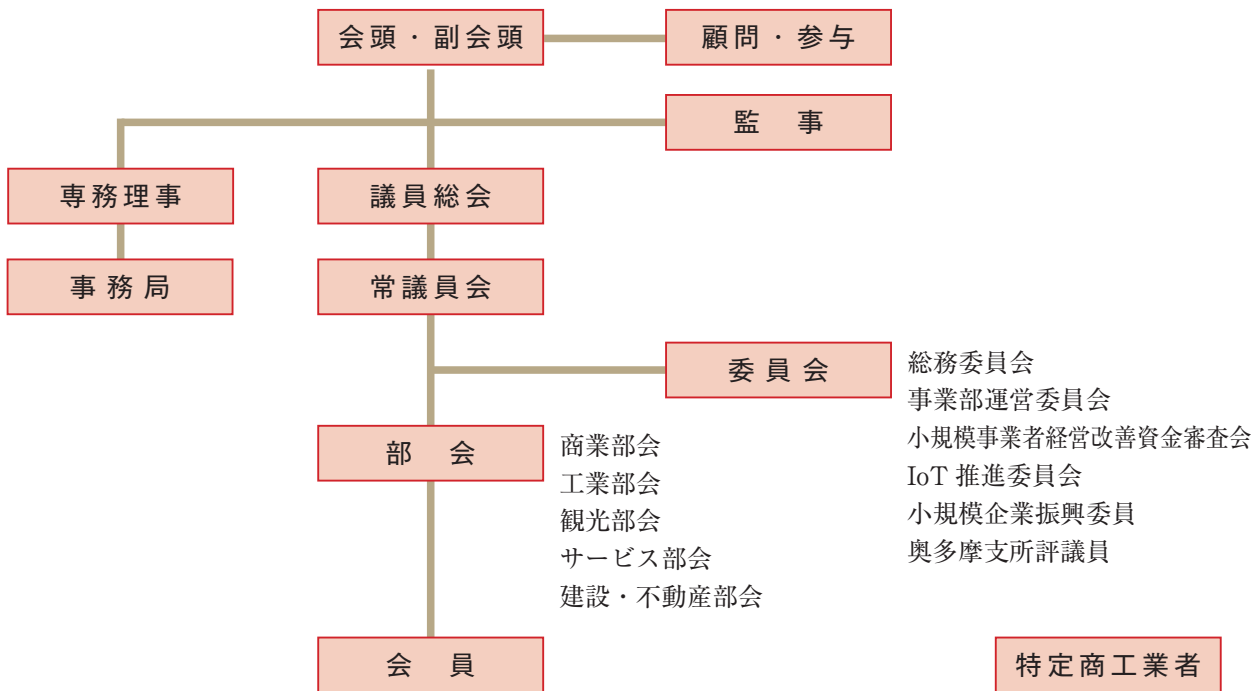 会頭・副会頭
顧問・参与
監 事
専務理事
議員総会
事務局
常議員会
委員会
総務委員会
事業部運営委員会
小規模事業者経営改善資金審査会
IoT 推進委員会
小規模企業振興委員
奥多摩支所評議員
部 会
商業部会
工業部会
観光部会
サービス部会
建設・不動産部会
会 員
特定商工業者